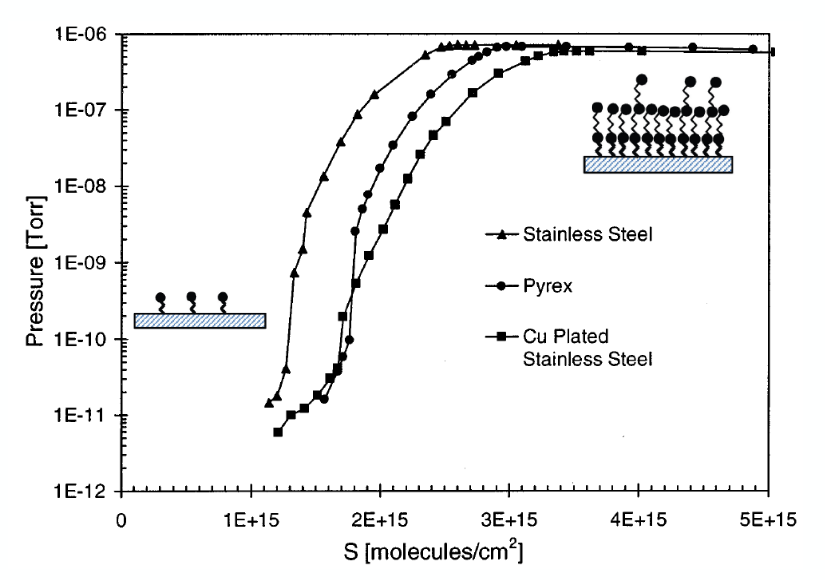 1E-06
1E-07
1E-08
1E-09
1E-10
1E-11
1E-12
Pressure [Torr]
Stainless Steel
Pyrex
Cu Plated
Stainless Steel
0
1E+15
2E+15
3E+15
4E+15
5E+15
S [molecules/cm²]